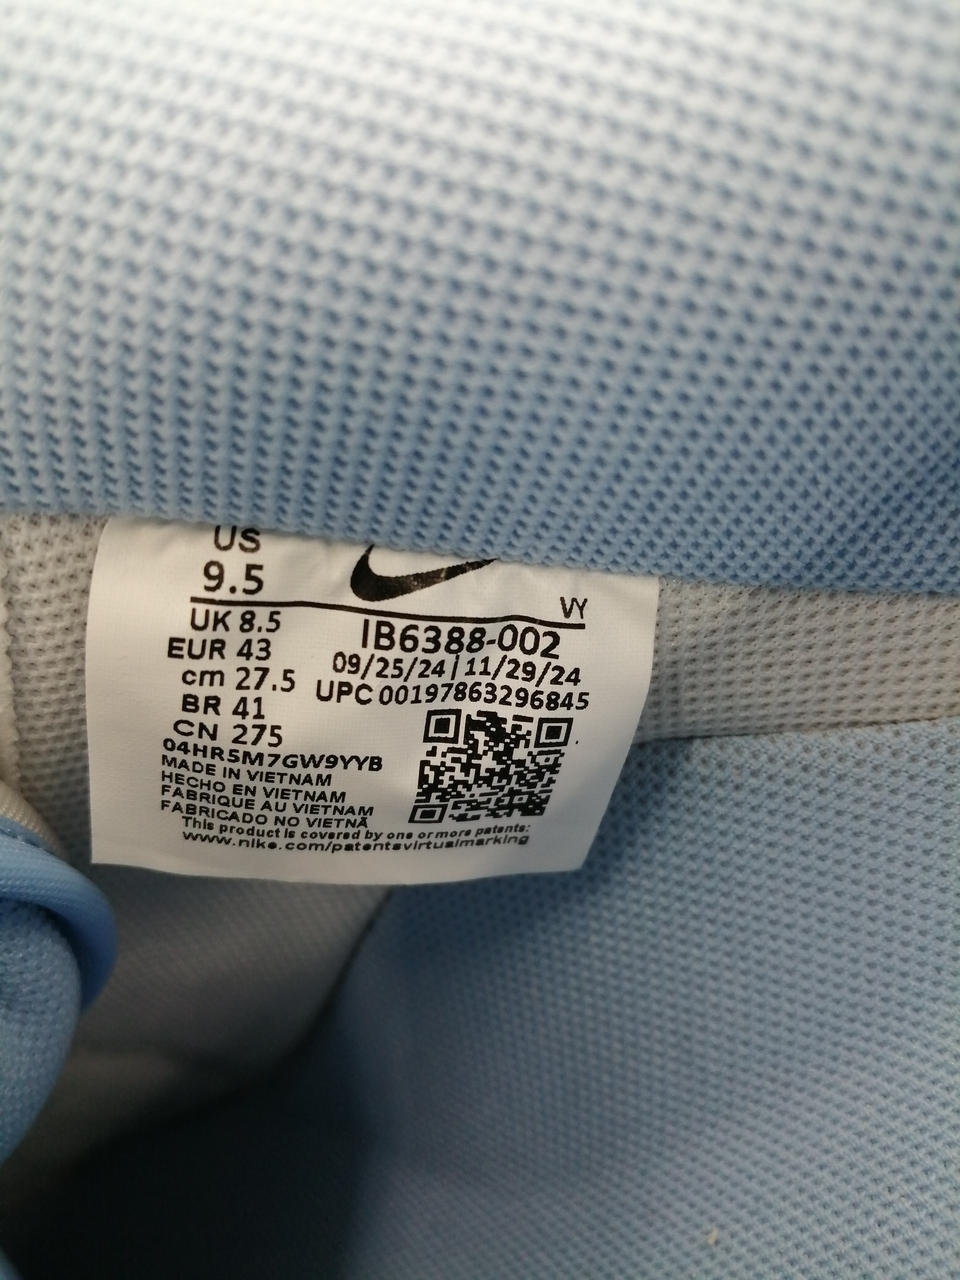 US
9.5
VY
UK 8.5
IB6388-002
EUR 43
09/25/24 | 11/29/24
cm 27.5
UPC 00197863296845
BR 41
CN 275
04HR5M7GW9YYB
MADE IN VIETNAM
HECHO EN VIETNAM
FABRIQUE AU VIETNAM
FABRICADO NO VIETNÃ
This product is covered by one or more patents:
www.nike.com/patentsvirtualmarking